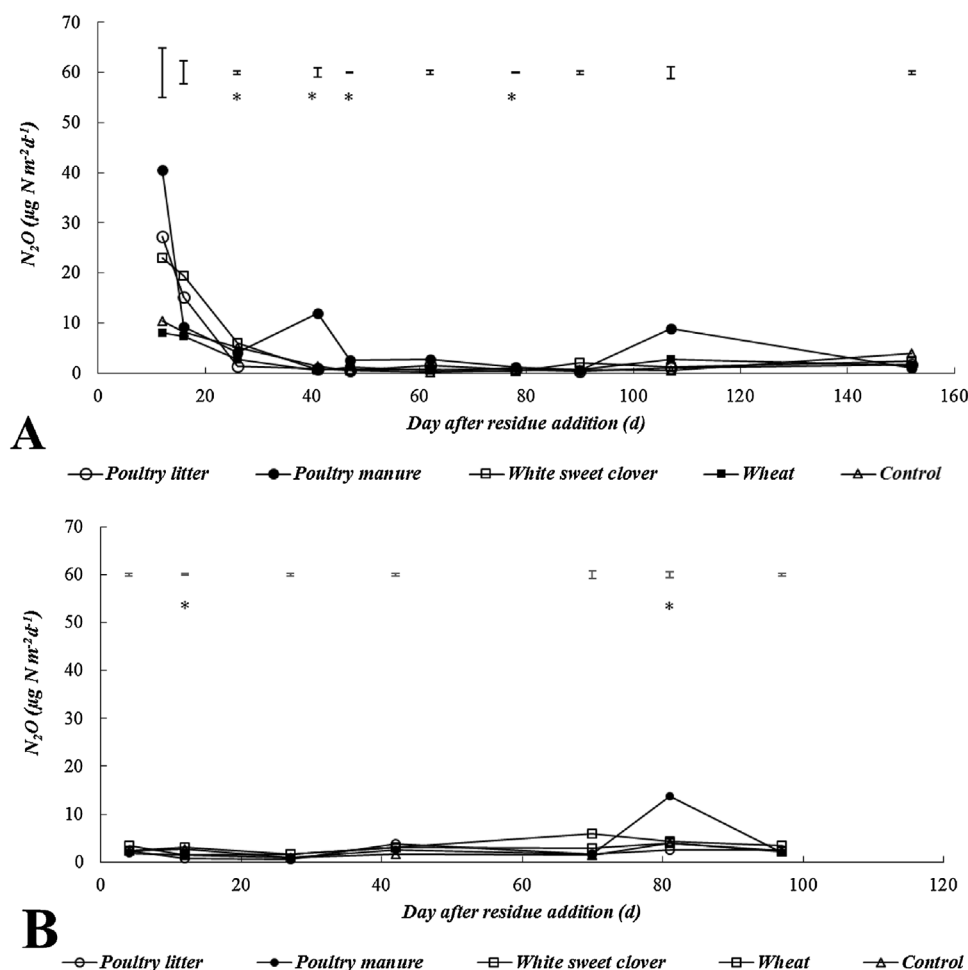 70
60
50
40
30
20
10
0
N₂O (µg N m⁻²d⁻¹)
* * * *
0 20 40 60 80 100 120 140 160
Day after residue addition (d)
A
Poultry litter Poultry manure White sweet clover Wheat Control
70
60
50
40
30
20
10
0
N₂O (µg N m⁻²d⁻¹)
* *
0 20 40 60 80 100 120
Day after residue addition (d)
B
Poultry litter Poultry manure White sweet clover Wheat Control